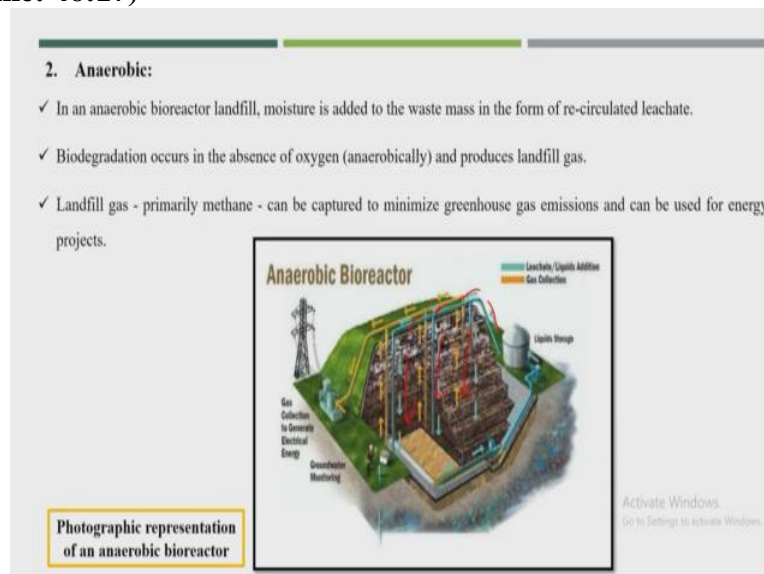 2. Anaerobic:
✓ In an anaerobic bioreactor landfill, moisture is added to the waste mass in the form of re-circulated leachate.
✓ Biodegradation occurs in the absence of oxygen (anaerobically) and produces landfill gas.
✓ Landfill gas - primarily methane - can be captured to minimize greenhouse gas emissions and can be used for energy
projects.
Anaerobic Bioreactor
Leachate/Liquids Addition
Gas Collection
Liquids Storage
Gas
Collection
to Generate
Electrical
Energy
Groundwater
Monitoring
Photographic representation
of an anaerobic bioreactor
Activate Windows
Go to Settings to activate Windows.